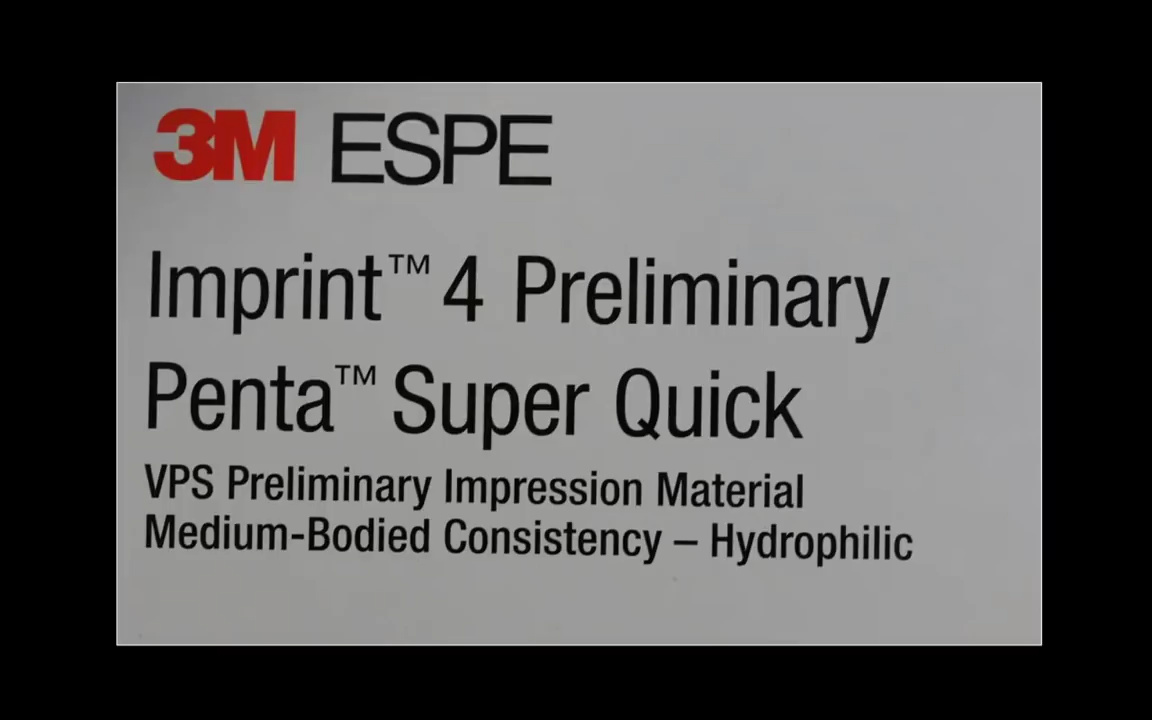 3M ESPE
Imprint™ 4 Preliminary
Penta™ Super Quick
VPS Preliminary Impression Material
Medium-Bodied Consistency – Hydrophilic